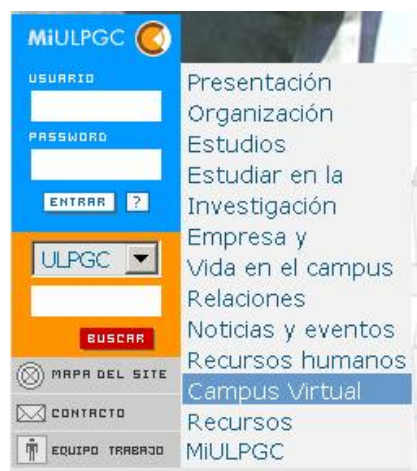 MiULPGC
USUARIO
PASSWORD
ENTRAR ?
ULPGC
BUSCAR
MAPA DEL SITE
CONTACTO
EQUIPO TRABAJO
Presentación
Organización
Estudios
Estudiar en la
Investigación
Empresa y
Vida en el campus
Relaciones
Noticias y eventos
Recursos humanos
Campus Virtual
Recursos
MiULPGC